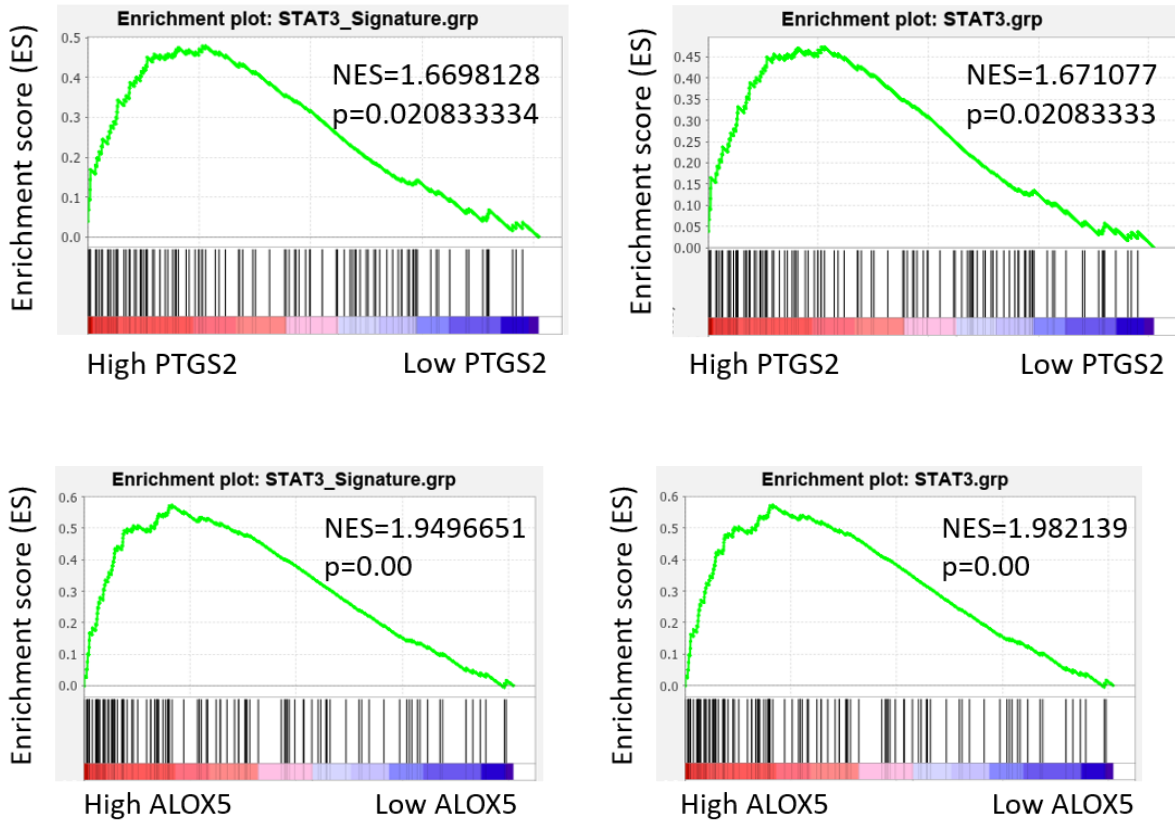 Enrichment plot: STAT3_Signature.grp
Enrichment score (ES)
0.5
0.4
0.3
0.2
0.1
0.0
NES=1.6698128
p=0.020833334
High PTGS2 Low PTGS2
Enrichment plot: STAT3.grp
Enrichment score (ES)
0.45
0.40
0.35
0.30
0.25
0.20
0.15
0.10
0.05
0.00
NES=1.671077
p=0.02083333
High PTGS2 Low PTGS2
Enrichment plot: STAT3_Signature.grp
Enrichment score (ES)
0.6
0.5
0.4
0.3
0.2
0.1
0.0
NES=1.9496651
p=0.00
High ALOX5 Low ALOX5
Enrichment plot: STAT3.grp
Enrichment score (ES)
0.6
0.5
0.4
0.3
0.2
0.1
0.0
NES=1.982139
p=0.00
High ALOX5 Low ALOX5